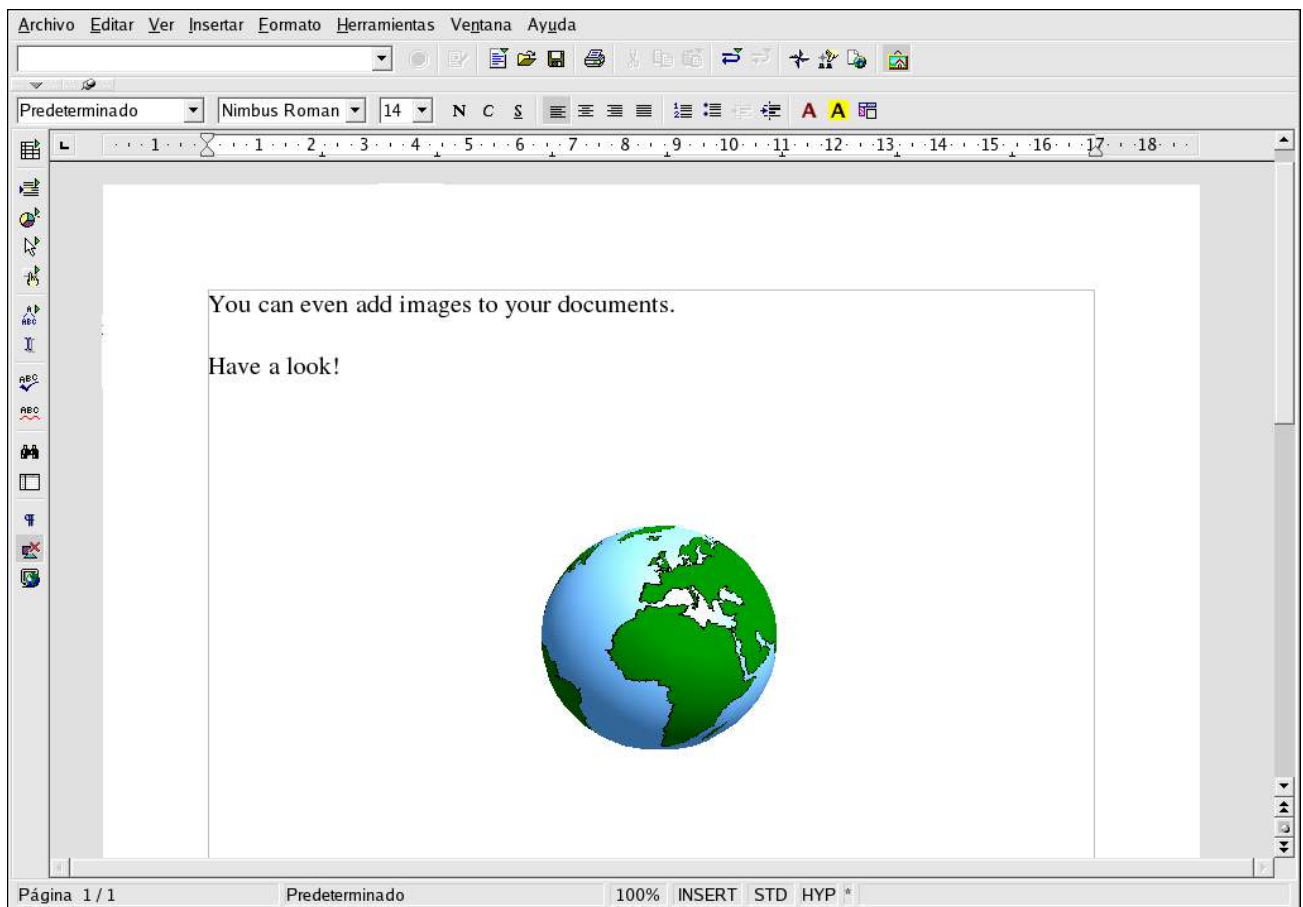 Archivo Editar Ver Insertar Formato Herramientas Ventana Ayuda
Predeterminado Nimbus Roman 14 N C S A A
1 1 2 3 4 5 6 7 8 9 10 11 12 13 14 15 16 17 18
You can even add images to your documents.
Have a look!
ABC
ABC
Página 1 / 1 Predeterminado 100% INSERT STD HYP *